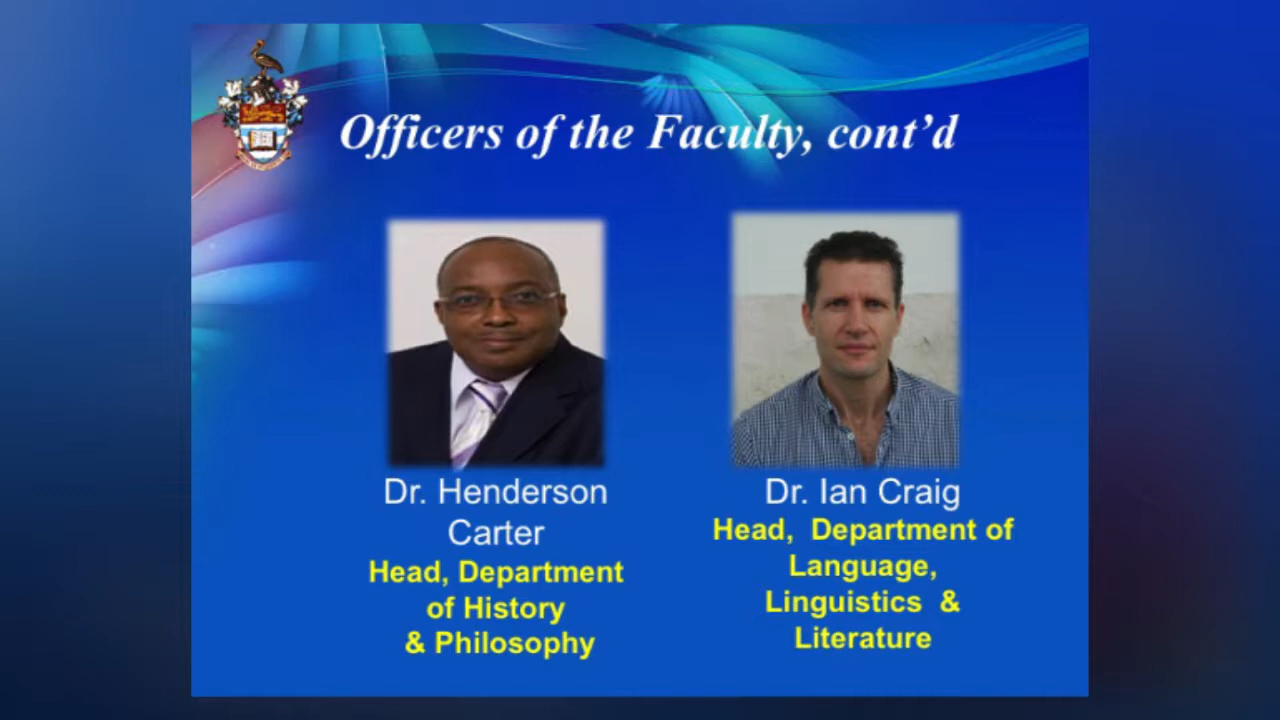 Officers of the Faculty, cont'd
Dr. Henderson
Carter
Head, Department
of History
& Philosophy
Dr. Ian Craig
Head, Department of
Language,
Linguistics &
Literature